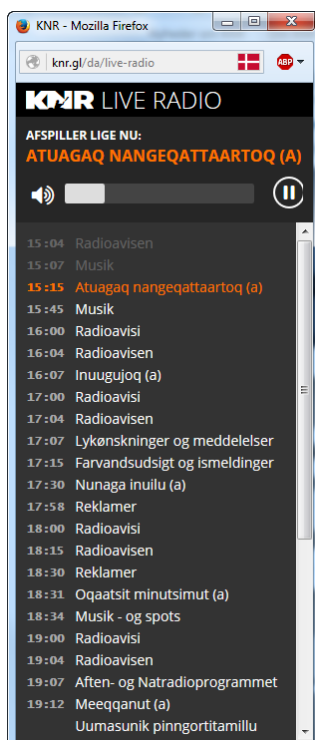 KNR - Mozilla Firefox
knr.gl/da/live-radio
ABP
KNR LIVE RADIO
AFSPILLER LIGE NU:
ATUAGAQ NANGEQATTAARTOQ (A)
15:04 Radioavisen
15:07 Musik
15:15 Atuagaq nangeqattaartoq (a)
15:45 Musik
16:00 Radioavisi
16:04 Radioavisen
16:07 Inuugujoq (a)
17:00 Radioavisi
17:04 Radioavisen
17:07 Lykønskninger og meddelelser
17:15 Farvandsudsigt og ismeldinger
17:30 Nunaga inuilu (a)
17:58 Reklamer
18:00 Radioavisi
18:15 Radioavisen
18:30 Reklamer
18:31 Oqaatsit minutsimut (a)
18:34 Musik - og spots
19:00 Radioavisi
19:04 Radioavisen
19:07 Aften- og Natradioprogrammet
19:12 Meeqqanut (a)
Uumasunik pinngortitamillu